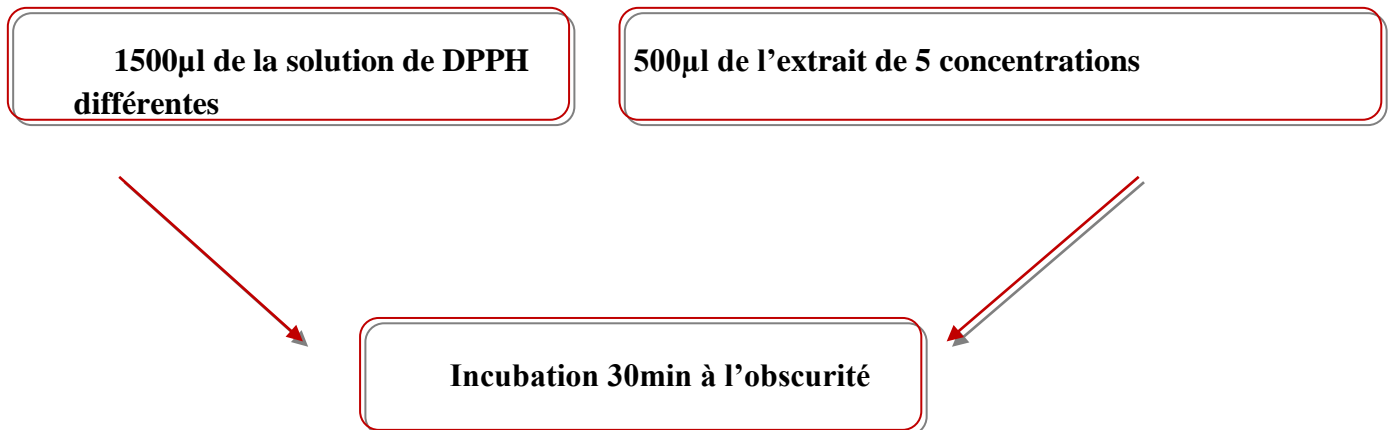 1500µl de la solution de DPPH
différentes
500µl de l’extrait de 5 concentrations
Incubation 30min à l’obscurité